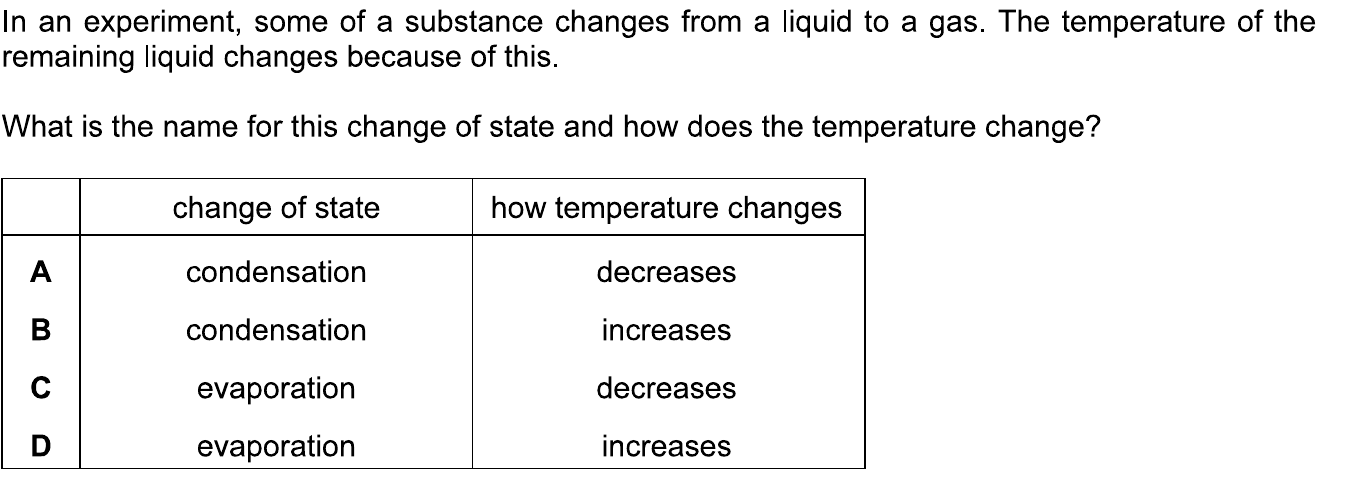 In an experiment, some of a substance changes from a liquid to a gas. The temperature of the
remaining liquid changes because of this.
What is the name for this change of state and how does the temperature change?
change of state how temperature changes
A condensation decreases
B condensation increases
C evaporation decreases
D evaporation increases